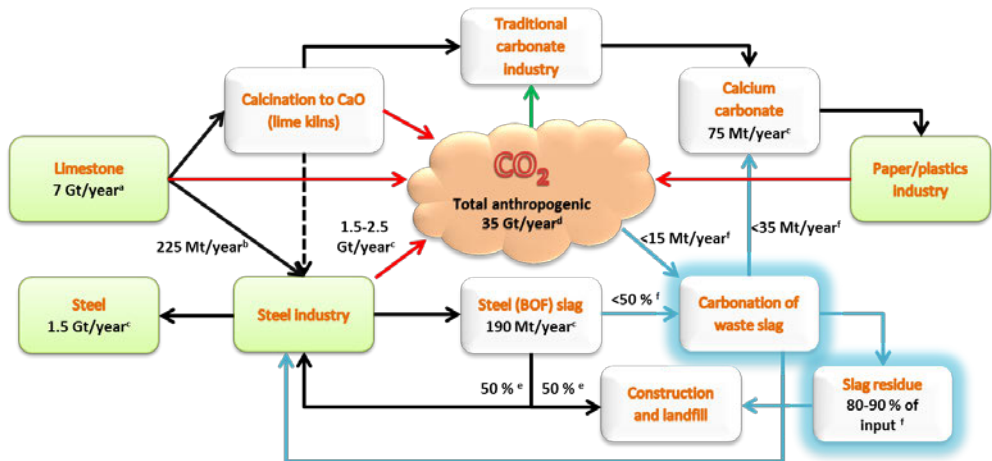 Traditional
carbonate
industry
Calcination to CaO
(lime kilns)
Calcium
carbonate
75 Mt/yearᶜ
Limestone
7 Gt/yearᵃ
CO₂
Total anthropogenic
35 Gt/yearᵈ
Paper/plastics
industry
225 Mt/yearᵇ
1.5-2.5
Gt/yearᶜ
<15 Mt/yearᶠ
<35 Mt/yearᶠ
Steel
1.5 Gt/yearᶜ
Steel industry
Steel (BOF) slag
190 Mt/yearᶜ
<50 % ᶠ
Carbonation of
waste slag
50 % ᵉ
50 % ᵉ
Construction
and landfill
Slag residue
80-90 % of
input ᶠ